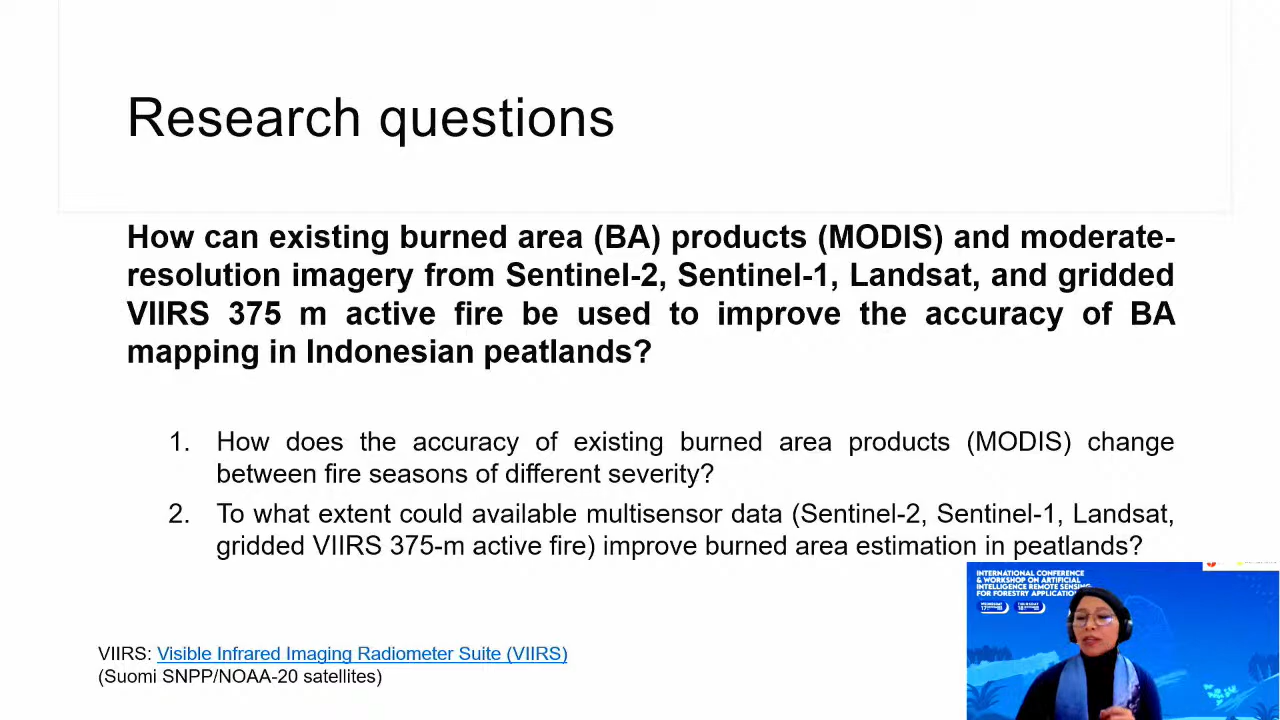 Research questions
How can existing burned area (BA) products (MODIS) and moderate-
resolution imagery from Sentinel-2, Sentinel-1, Landsat, and gridded
VIIRS 375 m active fire be used to improve the accuracy of BA
mapping in Indonesian peatlands?
1. How does the accuracy of existing burned area products (MODIS) change
between fire seasons of different severity?
2. To what extent could available multisensor data (Sentinel-2, Sentinel-1, Landsat,
gridded VIIRS 375-m active fire) improve burned area estimation in peatlands?
VIIRS: Visible Infrared Imaging Radiometer Suite (VIIRS)
(Suomi SNPP/NOAA-20 satellites)
INTERNATIONAL CONFERENCE
& WORKSHOP ON ARTIFICIAL
INTELLIGENCE REMOTE SENSING
FOR FORESTRY APPLICATION
WEDNESDAY THURSDAY
17 18